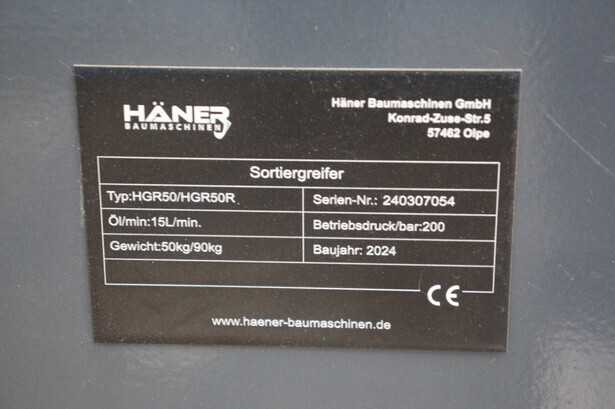 HÄNER
BAUMASCHINEN
Häner Baumaschinen GmbH
Konrad-Zuse-Str.5
57462 Olpe
Sortiergreifer
Typ:HGR50/HGR50R
Serien-Nr.: 240307054
Öl/min:15L/min.
Betriebsdruck/bar:200
Gewicht:50kg/90kg
Baujahr: 2024
CE
www.haener-baumaschinen.de